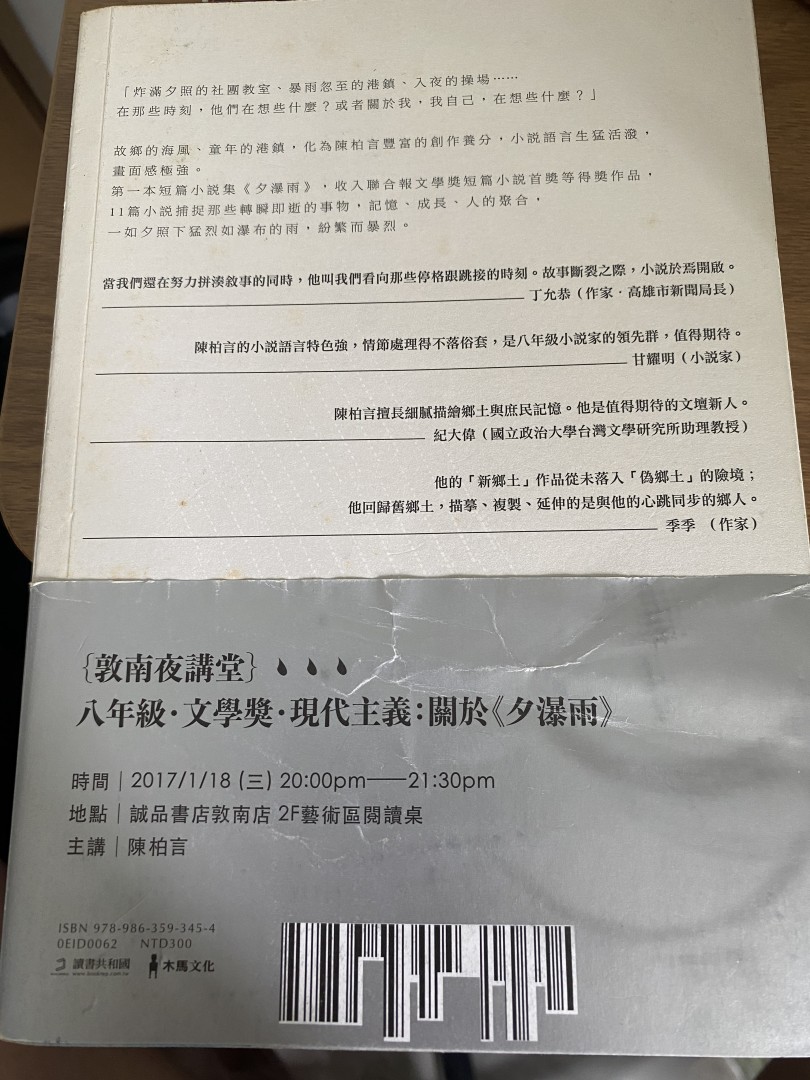 「炸滿夕照的社團教室、暴雨忽至的港鎮、入夜的操場……
在那些時刻，他們在想些什麼？或者關於我，我自己，在想些什麼？」
故鄉的海風、童年的港鎮，化為陳柏言豐富的創作養分，小說語言生猛活潑，
畫面感極強。
第一本短篇小說集《夕瀑雨》，收入聯合報文學獎短篇小說首獎等得獎作品，
11篇小說捕捉那些轉瞬即逝的事物，記憶、成長、人的聚合，
一如夕照下猛烈如瀑布的雨，紛繁而暴烈。
當我們還在努力拼湊敘事的同時，他叫我們看向那些停格跟跳接的時刻。故事斷裂之際，小說於焉開啟。
丁允恭（作家．高雄市新聞局長）
陳柏言的小說語言特色強，情節處理得不落俗套，是八年級小說家的領先群，值得期待。
甘耀明（小說家）
陳柏言擅長細膩描繪鄉土與庶民記憶。他是值得期待的文壇新人。
紀大偉（國立政治大學台灣文學研究所助理教授）
他的「新鄉土」作品從未落入「偽鄉土」的險境；
他回歸舊鄉土，描摹、複製、延伸的是與他的心跳同步的鄉人。
季季 （作家）
{敦南夜講堂}
八年級·文學獎·現代主義：關於《夕瀑雨》
時間｜2017/1/18 (三) 20:00pm——21:30pm
地點｜誠品書店敦南店 2F藝術區閱讀桌
主講｜陳柏言
ISBN 978-986-359-345-4
0EID0062 NTD300
讀書共和國 木馬文化